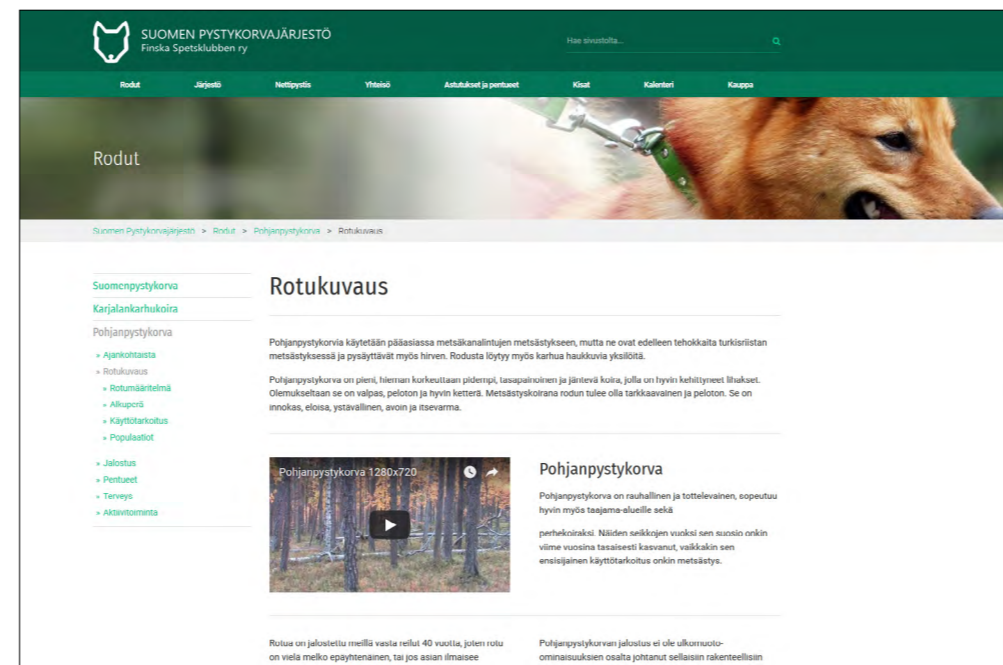 SUOMEN PYSTYKORVAJÄRJESTÖ
Finska Spetsklubben ry
Hae sivustolta...
Rodut Järjestö Nettipystis Yhteisö Astutukset ja pentueet Kisat Kalenteri Kauppa
Rodut
Suomen Pystykorvajärjestö > Rodut > Pohjanpystykorva > Rotukuvaus
Suomenpystykorva
Karjalankarhukoira
Pohjanpystykorva
» Ajankohtaista
» Rotukuvaus
» Rotumääritelmä
» Alkuperä
» Käyttötarkoitus
» Populaatiot
» Jalostus
» Pentueet
» Terveys
» Aktiivitoiminta
Rotukuvaus
Pohjanpystykorvia käytetään pääasiassa metsäkanalintujen metsästykseen, mutta ne ovat edelleen tehokkaita turkisriistan
metsästyksessä ja pysäyttävät myös hirven. Rodusta löytyy myös karhua haukkuvia yksilöitä.
Pohjanpystykorva on pieni, hieman korkeuttaan pidempi, tasapainoinen ja jäntevä koira, jolla on hyvin kehittyneet lihakset.
Olemukseltaan se on valpas, peloton ja hyvin ketterä. Metsästyskoirana rodun tulee olla tarkkaavainen ja peloton. Se on
innokas, eloisa, ystävällinen, avoin ja itsevarma.
Pohjanpystykorva 1280x720
Pohjanpystykorva
Pohjanpystykorva on rauhallinen ja tottelevainen, sopeutuu
hyvin myös taajama-alueille sekä
perhekoiraksi. Näiden seikkojen vuoksi sen suosio onkin
viime vuosina tasaisesti kasvanut, vaikkakin sen
ensisijainen käyttötarkoitus onkin metsästys.
Rotua on jalostettu meillä vasta reilut 40 vuotta, joten rotu
on vielä melko epäyhtenäinen, tai jos asian ilmaisee
Pohjanpystykorvan jalostus ei ole ulkomuoto-
ominaisuuksien osalta johtanut sellaisiin rakenteellisiin